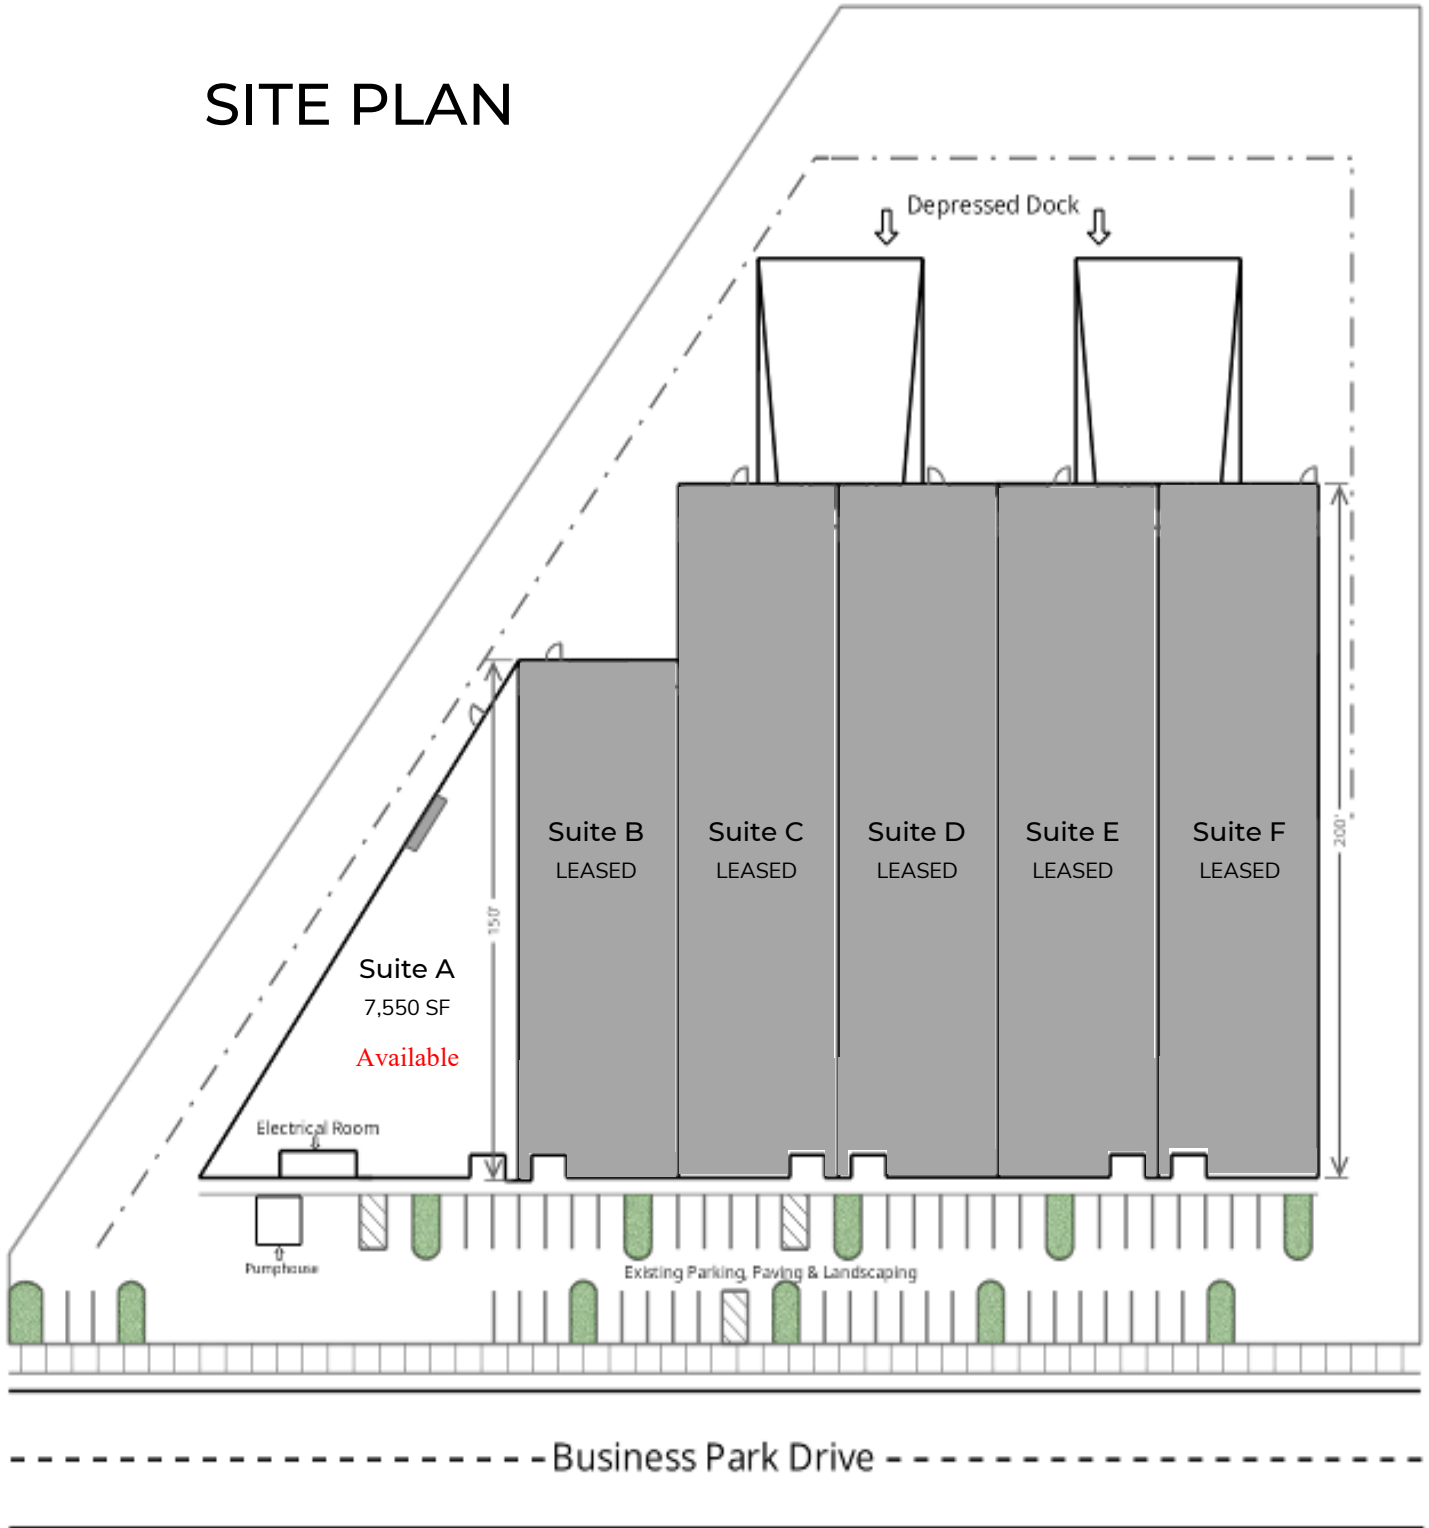 SITE PLAN
Depressed Dock
Suite B
LEASED
Suite C
LEASED
Suite D
LEASED
Suite E
LEASED
Suite F
LEASED
200'
150'
Suite A
7,550 SF
Available
Electrical Room
Pumphouse
Existing Parking, Paving & Landscaping
Business Park Drive